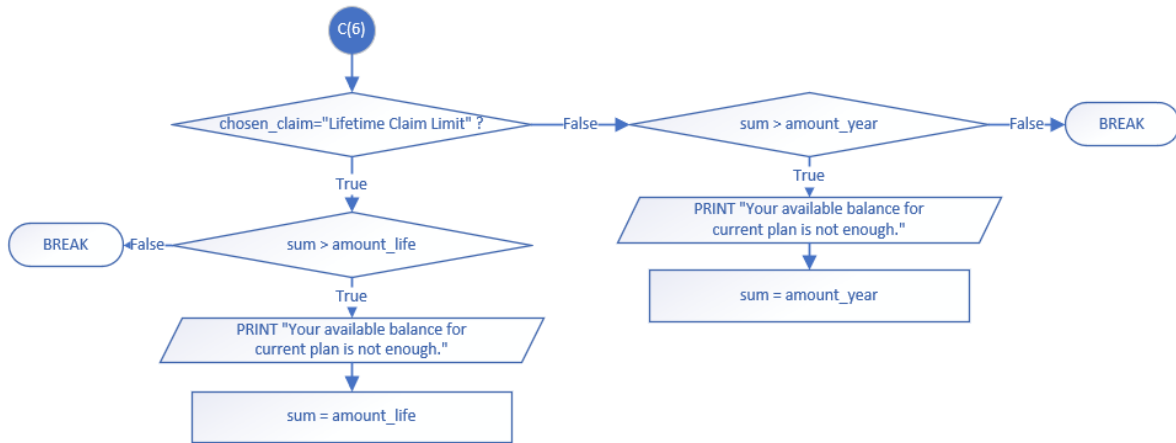 C(6)
chosen_claim="Lifetime Claim Limit" ?
False
sum > amount_year
False
BREAK
True
True
PRINT "Your available balance for
current plan is not enough."
BREAK
False
sum > amount_life
sum = amount_year
True
PRINT "Your available balance for
current plan is not enough."
sum = amount_life